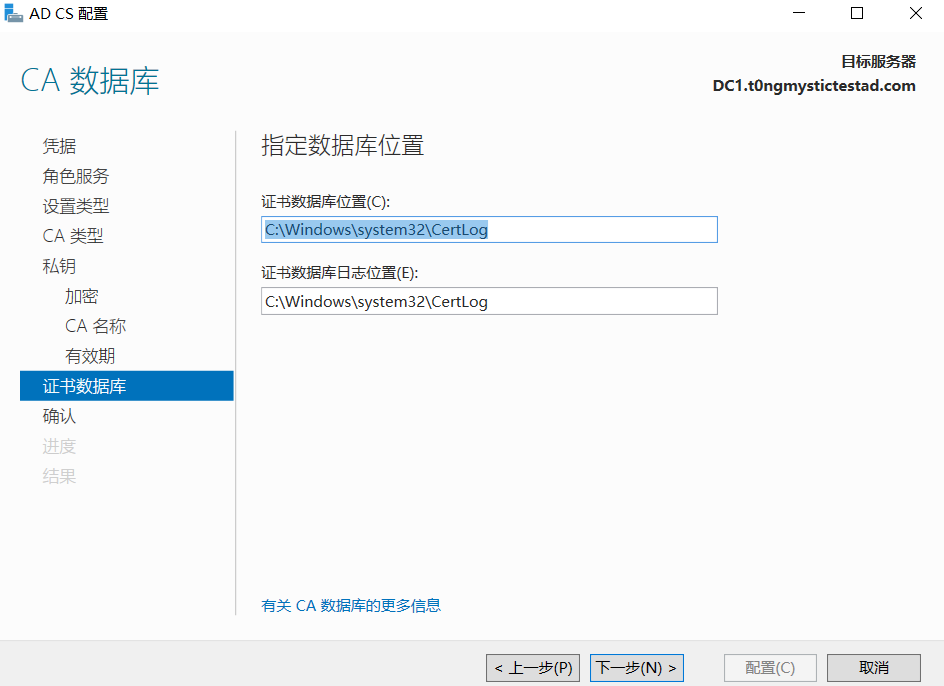 AD CS 配置
CA 数据库
目标服务器
DC1.t0ngmystictestad.com
凭据
角色服务
设置类型
CA 类型
私钥
加密
CA 名称
有效期
证书数据库
确认
进度
结果
指定数据库位置
证书数据库位置(C):
C:\Windows\system32\CertLog
证书数据库日志位置(E):
C:\Windows\system32\CertLog
有关 CA 数据库的更多信息
< 上一步(P)
下一步(N) >
配置(C)
取消